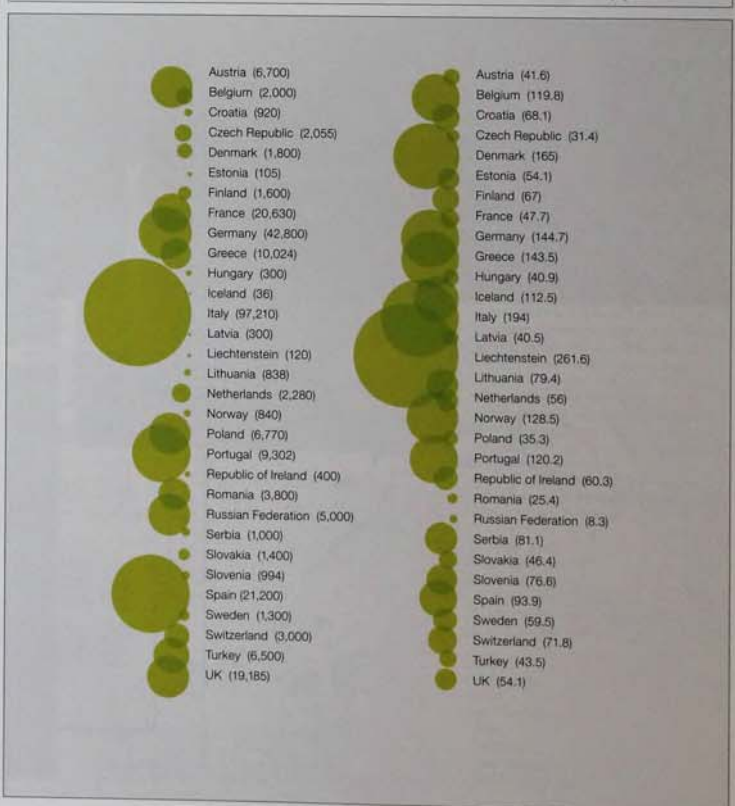 Austria (6,700)
Belgium (2,000)
Croatia (920)
Czech Republic (2,055)
Denmark (1,800)
Estonia (105)
Finland (1,600)
France (20,630)
Germany (42,800)
Greece (10,024)
Hungary (300)
Iceland (36)
Italy (97,210)
Latvia (300)
Liechtenstein (120)
Lithuania (838)
Netherlands (2,280)
Norway (840)
Poland (6,770)
Portugal (9,302)
Republic of Ireland (400)
Romania (3,800)
Russian Federation (5,000)
Serbia (1,000)
Slovakia (1,400)
Slovenia (994)
Spain (21,200)
Sweden (1,300)
Switzerland (3,000)
Turkey (6,500)
UK (19,185)
Austria (41.6)
Belgium (119.8)
Croatia (68.1)
Czech Republic (31.4)
Denmark (165)
Estonia (54.1)
Finland (67)
France (47.7)
Germany (144.7)
Greece (143.5)
Hungary (40.9)
Iceland (112.5)
Italy (194)
Latvia (40.5)
Liechtenstein (261.6)
Lithuania (79.4)
Netherlands (56)
Norway (128.5)
Poland (35.3)
Portugal (120.2)
Republic of Ireland (60.3)
Romania (25.4)
Russian Federation (8.3)
Serbia (81.1)
Slovakia (46.4)
Slovenia (76.6)
Spain (93.9)
Sweden (59.5)
Switzerland (71.8)
Turkey (43.5)
UK (54.1)